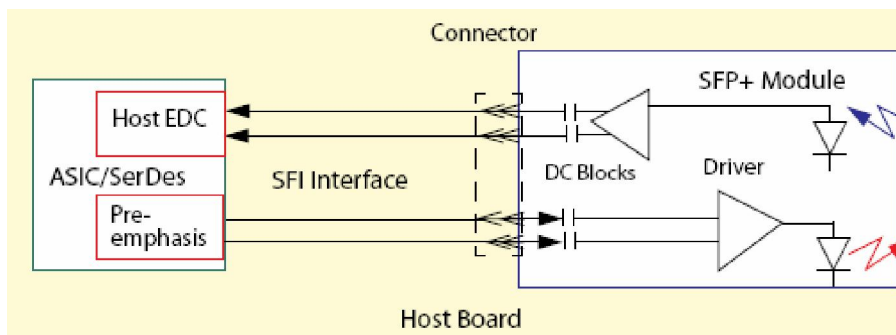 Connector
SFP+ Module
Host EDC
ASIC/SerDes
SFI Interface
DC Blocks
Driver
Pre-
emphasis
Host Board